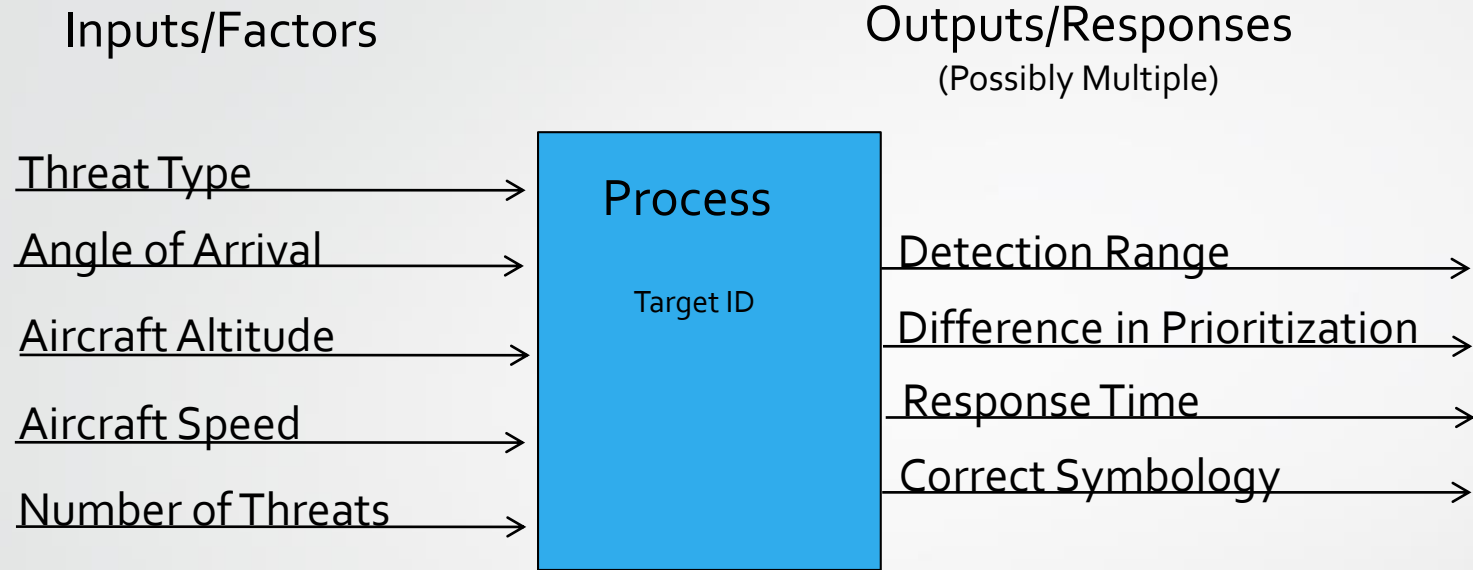 Inputs/Factors
Outputs/Responses
(Possibly Multiple)
Threat Type
Angle of Arrival
Aircraft Altitude
Aircraft Speed
Number of Threats
Process
Target ID
Detection Range
Difference in Prioritization
Response Time
Correct Symbology